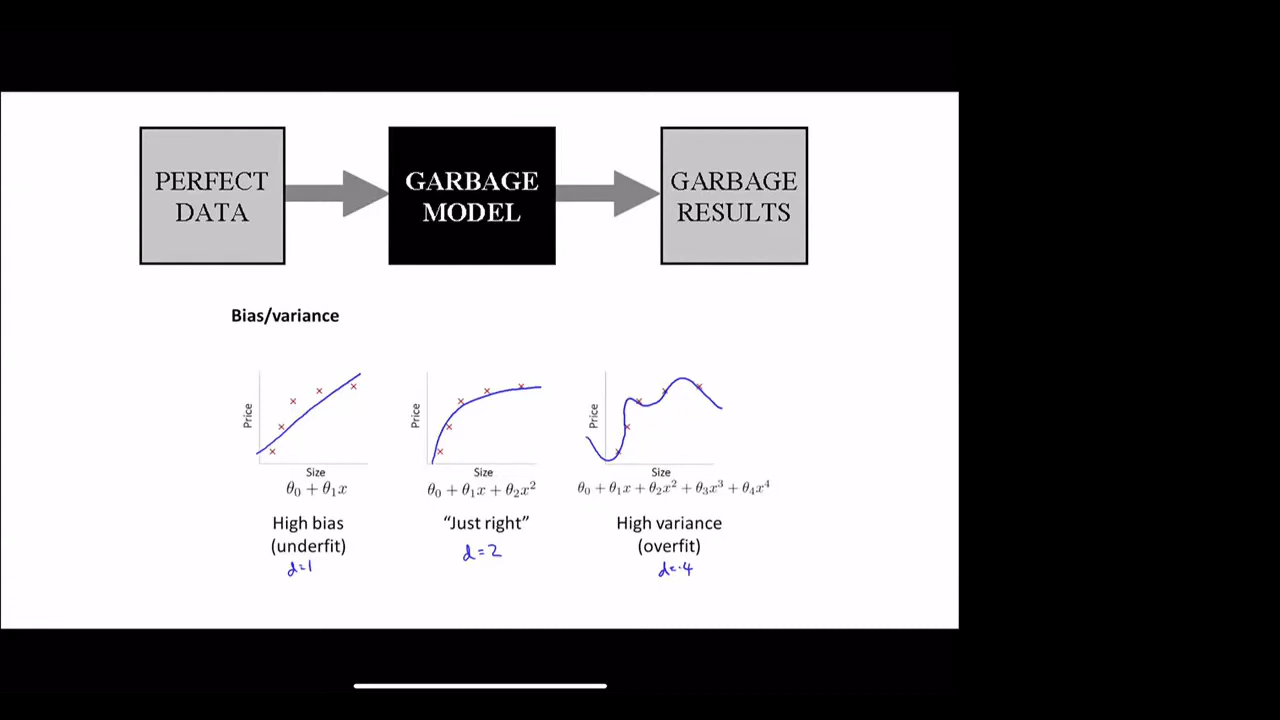 PERFECT
DATA
GARBAGE
MODEL
GARBAGE
RESULTS
Bias/variance
Price
Size
θ₀ + θ₁x
High bias
(underfit)
d=1
Price
Size
θ₀ + θ₁x + θ₂x²
“Just right”
d=2
Price
Size
θ₀ + θ₁x + θ₂x² + θ₃x³ + θ₄x⁴
High variance
(overfit)
d=4